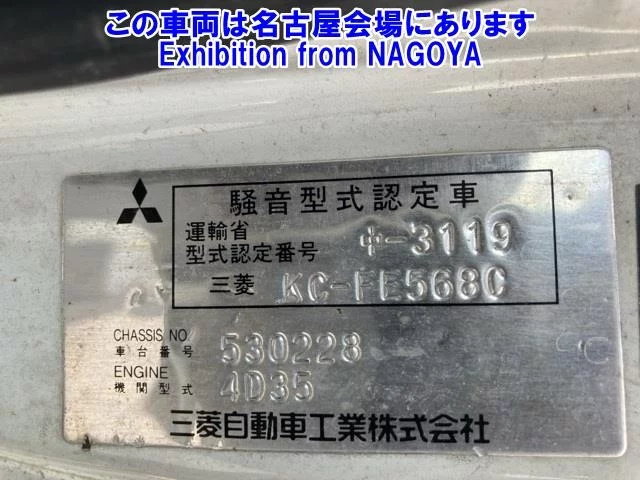 この車両は名古屋会場にあります
Exhibition from NAGOYA
騒音型式認定車
運輸省
型式認定番号 ナ-3119
三菱 KC-FE568C
CHASSIS NO.
車台番号 530228
ENGINE
機関型式 4D35
三菱自動車工業株式会社